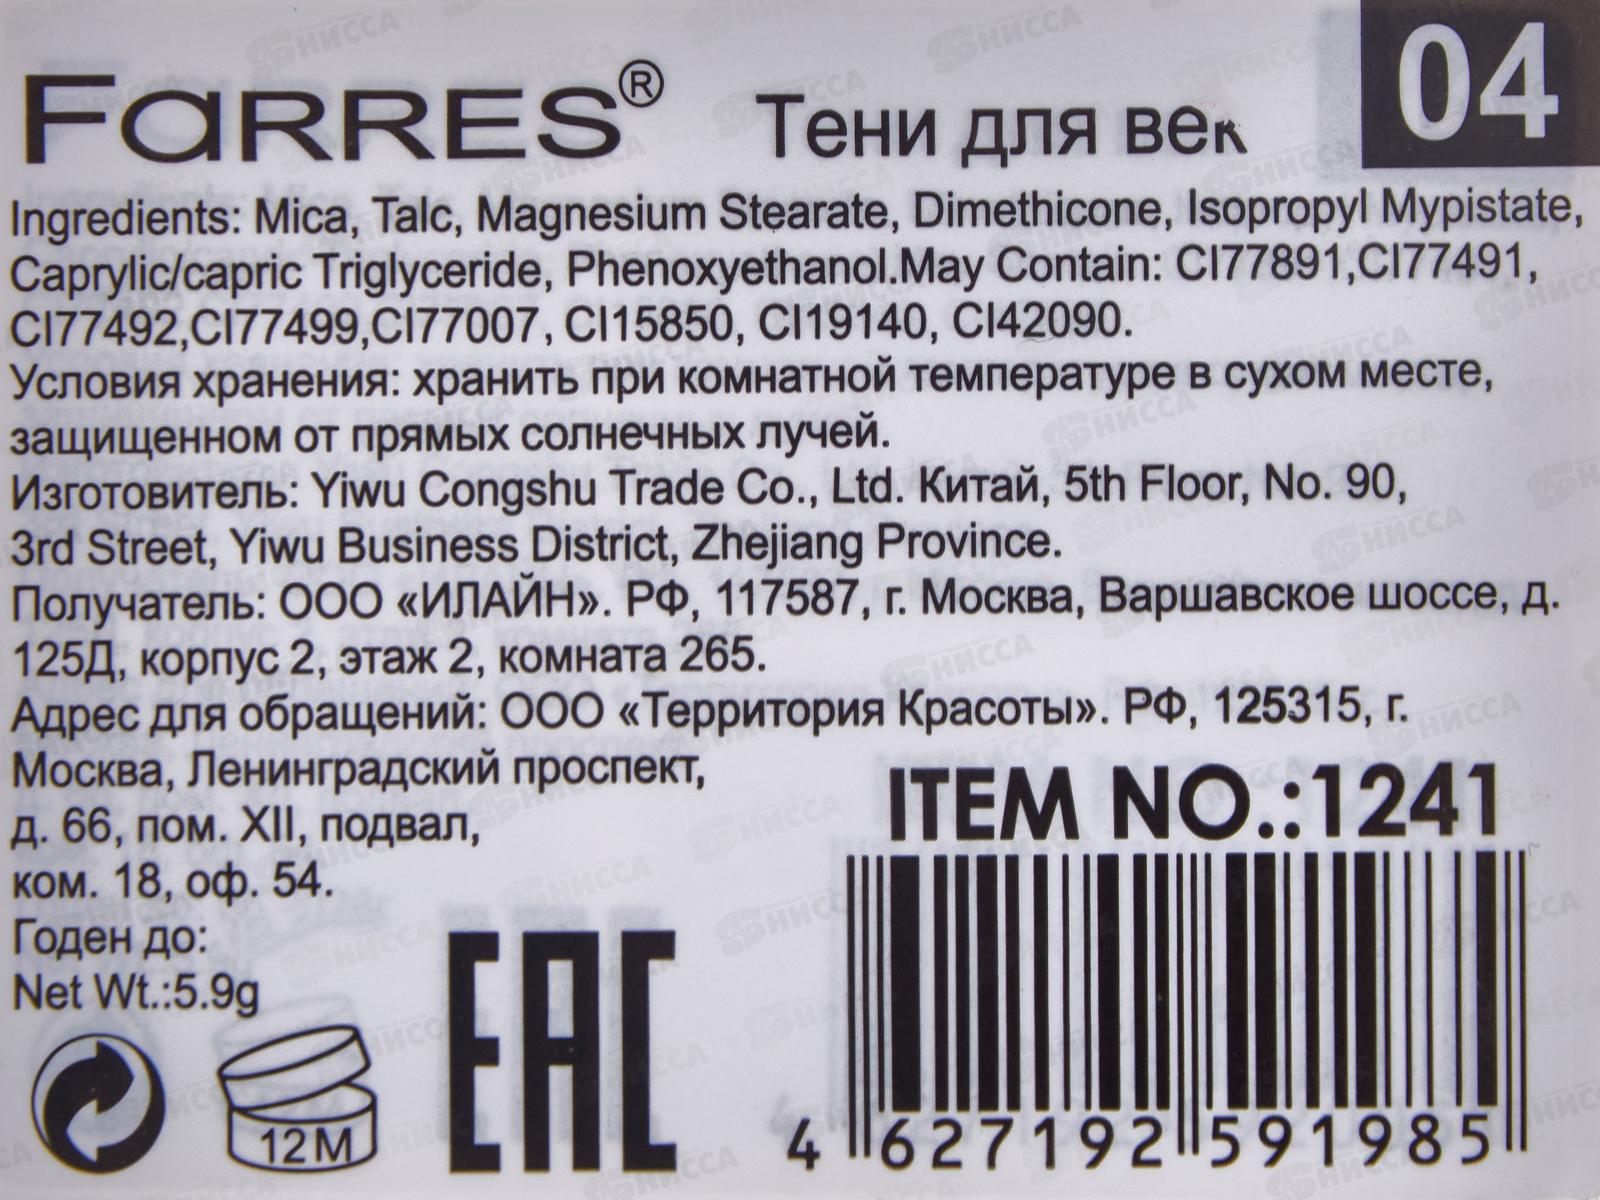 FARRES® Тени для век 04
Ingredients: Mica, Talc, Magnesium Stearate, Dimethicone, Isopropyl Mypistate,
Caprylic/capric Triglyceride, Phenoxyethanol.May Contain: CI77891,CI77491,
CI77492,CI77499,CI77007, CI15850, CI19140, CI42090.
Условия хранения: хранить при комнатной температуре в сухом месте,
защищенном от прямых солнечных лучей.
Изготовитель: Yiwu Congshu Trade Co., Ltd. Китай, 5th Floor, No. 90,
3rd Street, Yiwu Business District, Zhejiang Province.
Получатель: ООО «ИЛАЙН». РФ, 117587, г. Москва, Варшавское шоссе, д.
125Д, корпус 2, этаж 2, комната 265.
Адрес для обращений: ООО «Территория Красоты». РФ, 125315, г.
Москва, Ленинградский проспект,
д. 66, пом. XII, подвал,
ком. 18, оф. 54.
Годен до:
Net Wt.:5.9g
12M
EAC
ITEM NO.:1241
4 627192 591985